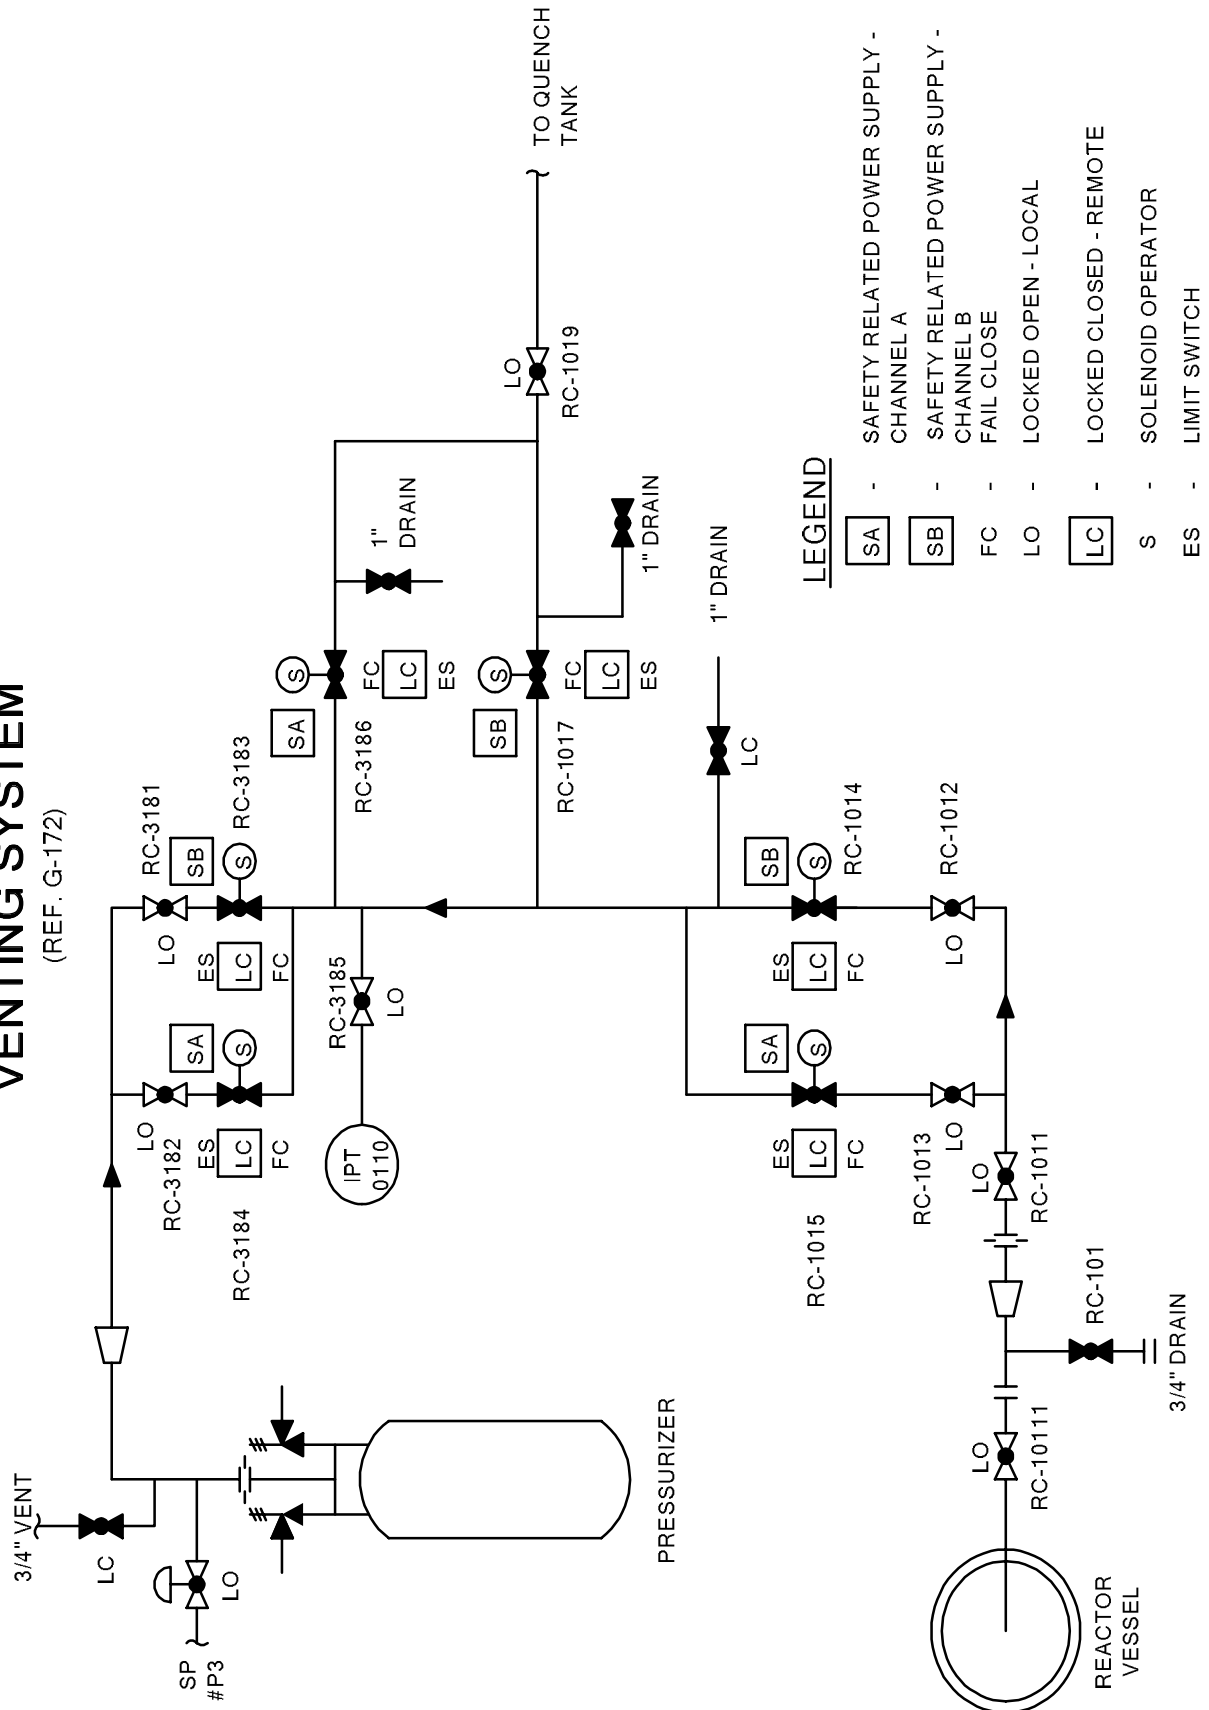 VENTING SYSTEM
(REF. G-172)
3/4" VENT
LC
SP
#P3
LO
PRESSURIZER
LO
RC-3182
SA
S
ES
LC
FC
RC-3184
RC-3181
LO
SB
S
RC-3183
ES
LC
FC
RC-3185
LO
IPT
0110
SA
S
FC
LC
ES
RC-3186
1"
DRAIN
SB
S
FC
LC
ES
RC-1017
1" DRAIN
LO
RC-1019
TO QUENCH
TANK
LC
1" DRAIN
SB
S
RC-1014
ES
LC
FC
SA
S
ES
LC
FC
RC-1015
RC-1012
LO
RC-1013
LO
LO
RC-1011
RC-101
3/4" DRAIN
LO
RC-10111
REACTOR
VESSEL
LEGEND
SA - SAFETY RELATED POWER SUPPLY -
CHANNEL A
SB - SAFETY RELATED POWER SUPPLY -
CHANNEL B
FC - FAIL CLOSE
LO - LOCKED OPEN - LOCAL
LC - LOCKED CLOSED - REMOTE
S - SOLENOID OPERATOR
ES - LIMIT SWITCH